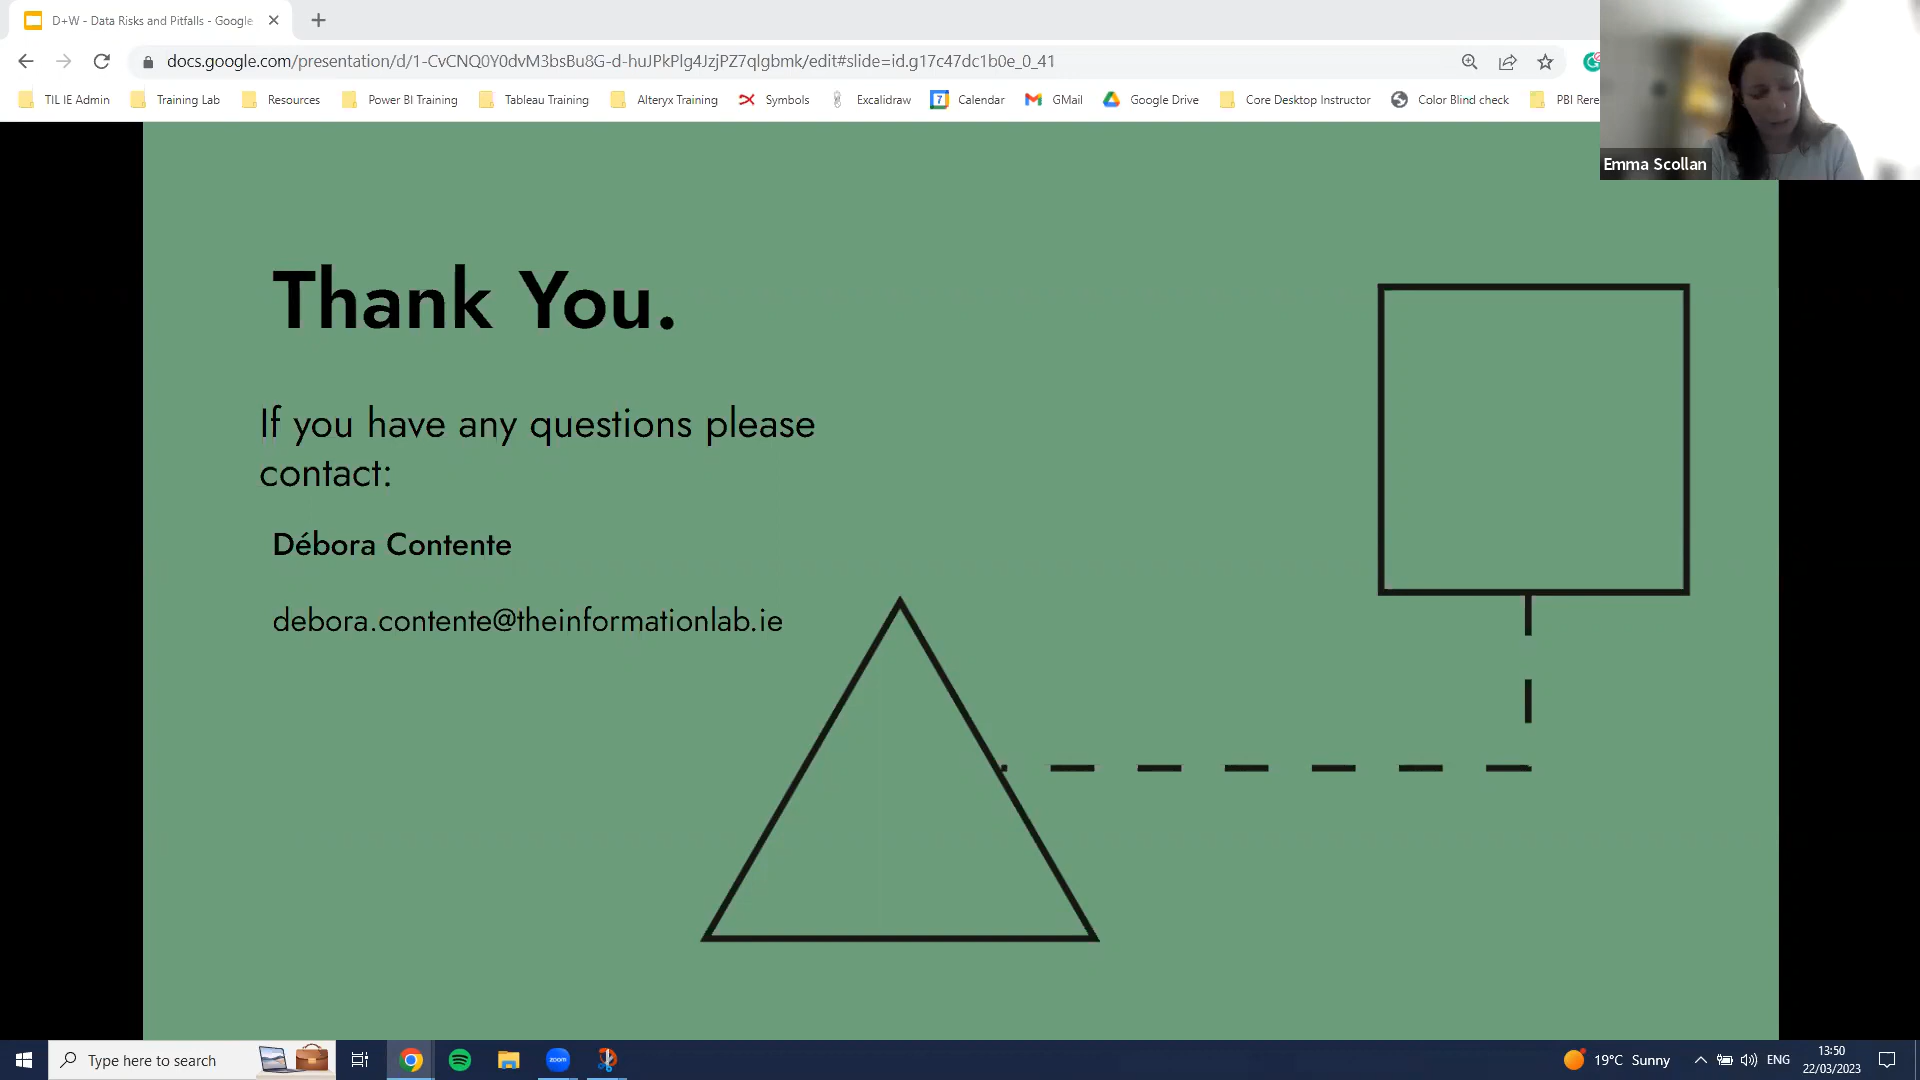 D+W - Data Risks and Pitfalls - Google
docs.google.com/presentation/d/1-CvCNQ0Y0dvM3bsBu8G-d-huJPkPlg4JzjPZ7qlgbmk/edit#slide=id.g17c47dc1b0e_0_41
TIL IE Admin
Training Lab
Resources
Power BI Training
Tableau Training
Alteryx Training
Symbols
Excalidraw
7
Calendar
GMail
Google Drive
Core Desktop Instructor
Color Blind check
PBI Rere
Emma Scollan
Thank You.
If you have any questions please
contact:
Débora Contente
debora.contente@theinformationlab.ie
Type here to search
zoom
19°C Sunny
ENG
13:50
22/03/2023